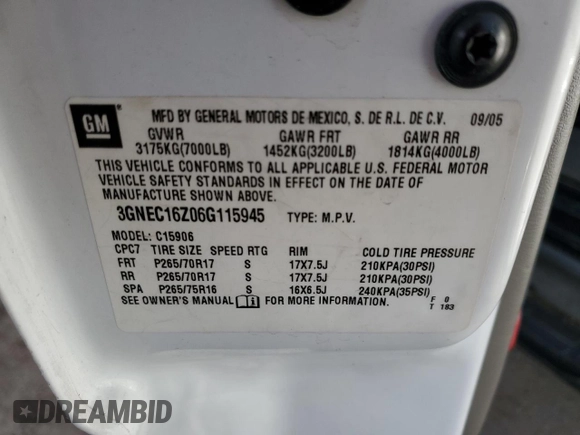 GM
MFD BY GENERAL MOTORS DE MEXICO, S. DE R.L. DE C.V. 09/05
GVWR GAWR FRT GAWR RR
3175KG(7000LB) 1452KG(3200LB) 1814KG(4000LB)
THIS VEHICLE CONFORMS TO ALL APPLICABLE U.S. FEDERAL MOTOR
VEHICLE SAFETY STANDARDS IN EFFECT ON THE DATE OF
MANUFACTURE SHOWN ABOVE.
3GNEC16Z06G115945 TYPE: M.P.V.
MODEL: C15906
CPC7 TIRE SIZE SPEED RTG RIM COLD TIRE PRESSURE
FRT P265/70R17 S 17X7.5J 210KPA(30PSI)
RR P265/70R17 S 17X7.5J 210KPA(30PSI)
SPA P265/75R16 S 16X6.5J 240KPA(35PSI)
SEE OWNER'S MANUAL FOR MORE INFORMATION. F 0
T 183
DREAMBID